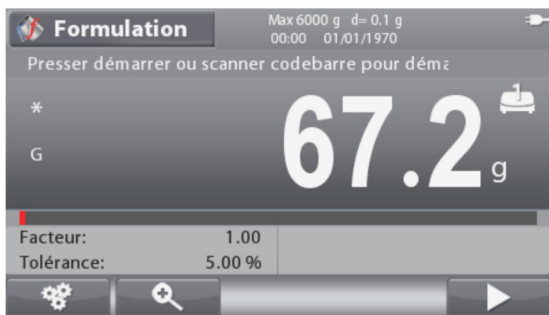 Formulation
Max 6000 g d= 0.1 g
00:00 01/01/1970
Presser démarrer ou scanner codebarre pour déma
*
1
G
67.2 g
Facteur: 1.00
Tolérance: 5.00 %